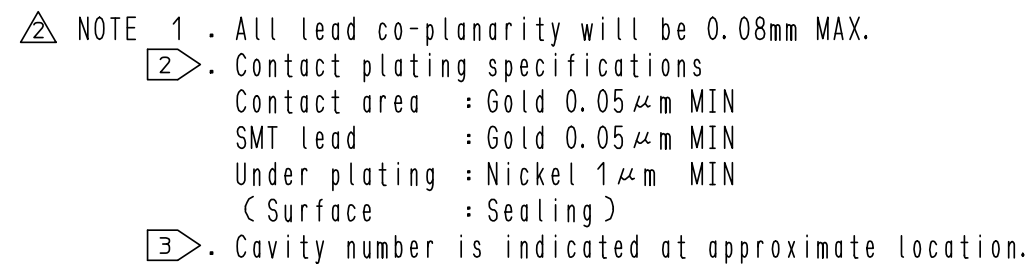 2 NOTE 1. All lead co-planarity will be 0.08mm MAX.
2. Contact plating specifications
Contact area : Gold 0.05μm MIN
SMT lead : Gold 0.05μm MIN
Under plating : Nickel 1μm MIN
(Surface : Sealing)
3. Cavity number is indicated at approximate location.